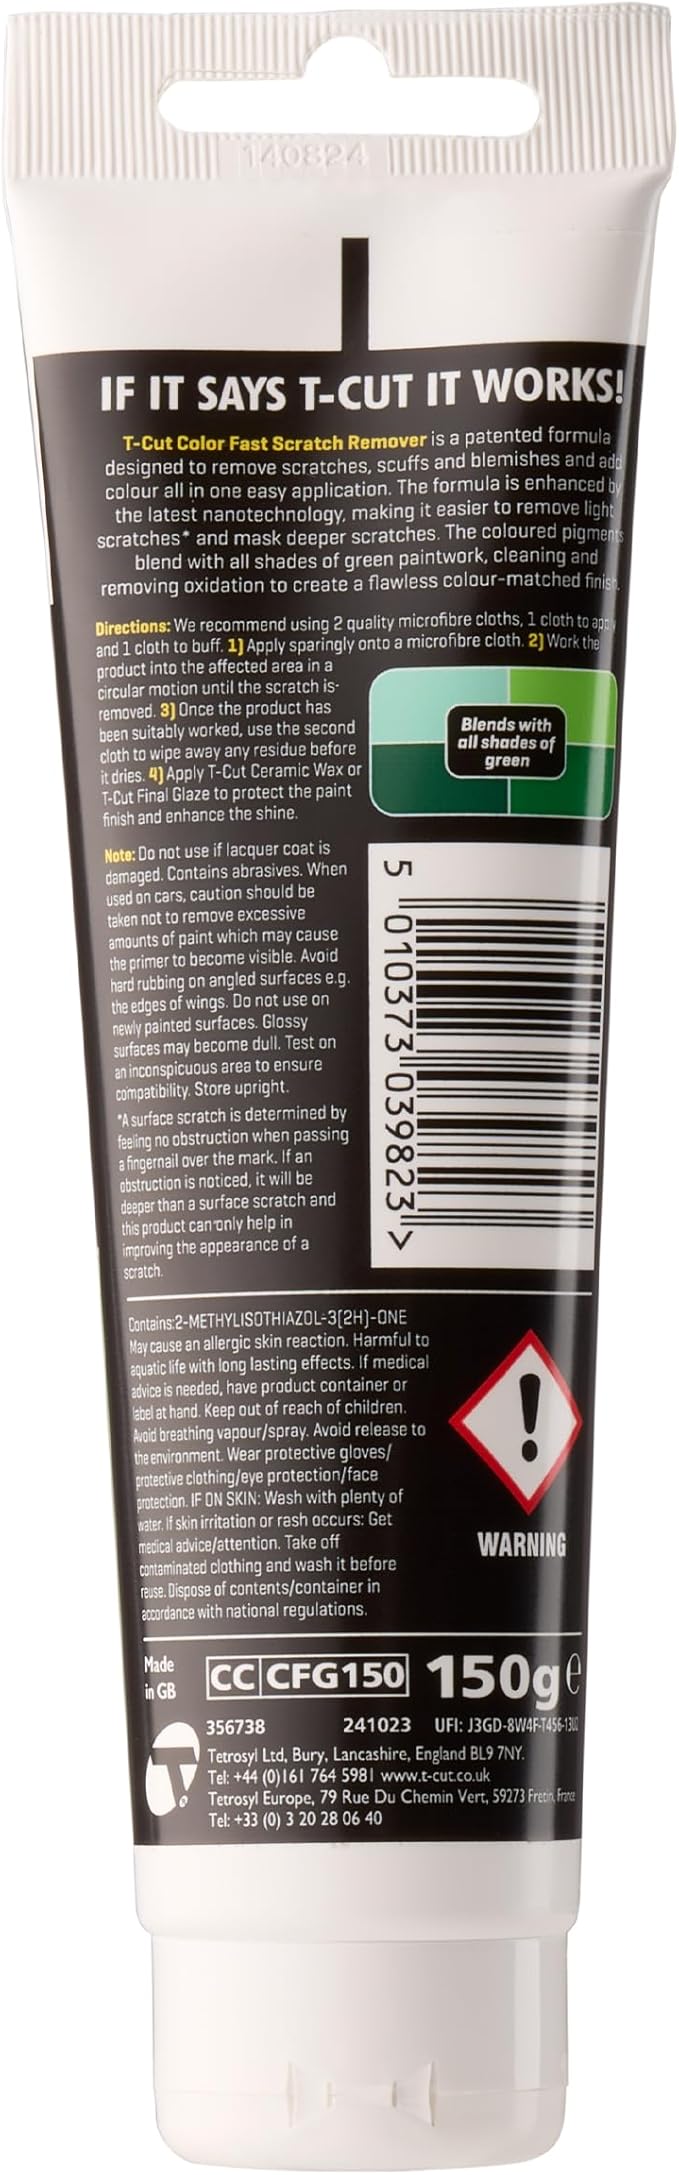 140824
IF IT SAYS T-CUT IT WORKS!
T-Cut Color Fast Scratch Remover is a patented formula
designed to remove scratches, scuffs and blemishes and add
colour all in one easy application. The formula is enhanced by
the latest nanotechnology, making it easier to remove light
scratches* and mask deeper scratches. The coloured pigments
blend with all shades of green paintwork, cleaning and
removing oxidation to create a flawless colour-matched finish.
Directions: We recommend using 2 quality microfibre cloths, 1 cloth to apply
and 1 cloth to buff. 1) Apply sparingly onto a microfibre cloth. 2) Work the
product into the affected area in a
circular motion until the scratch is
removed. 3) Once the product has
been suitably worked, use the second
cloth to wipe away any residue before
it dries. 4) Apply T-Cut Ceramic Wax or
T-Cut Final Glaze to protect the paint
finish and enhance the shine.
Blends with
all shades of
green
Note: Do not use if lacquer coat is
damaged. Contains abrasives. When
used on cars, caution should be
taken not to remove excessive
amounts of paint which may cause
the primer to become visible. Avoid
hard rubbing on angled surfaces e.g.
the edges of wings. Do not use on
newly painted surfaces. Glossy
surfaces may become dull. Test on
an inconspicuous area to ensure
compatibility. Store upright.
*A surface scratch is determined by
feeling no obstruction when passing
a fingernail over the mark. If an
obstruction is noticed, it will be
deeper than a surface scratch and
this product can only help in
improving the appearance of a
scratch.
5 010373 039823 >
Contains:2-METHYLISOTHIAZOL-3(2H)-ONE
May cause an allergic skin reaction. Harmful to
aquatic life with long lasting effects. If medical
advice is needed, have product container or
label at hand. Keep out of reach of children.
Avoid breathing vapour/spray. Avoid release to
the environment. Wear protective gloves/
protective clothing/eye protection/face
protection. IF ON SKIN: Wash with plenty of
water. If skin irritation or rash occurs: Get
medical advice/attention. Take off
contaminated clothing and wash it before
reuse. Dispose of contents/container in
accordance with national regulations.
WARNING
Made
in GB
CC CFG150 150g e
356738 241023 UFI: J3GD-8W4F-T456-13U2
T.
Tetrosyl Ltd, Bury, Lancashire, England BL9 7NY.
Tel: +44 (0)161 764 5981 www.t-cut.co.uk
Tetrosyl Europe, 79 Rue Du Chemin Vert, 59273 Fretin, France
Tel: +33 (0) 3 20 28 06 40